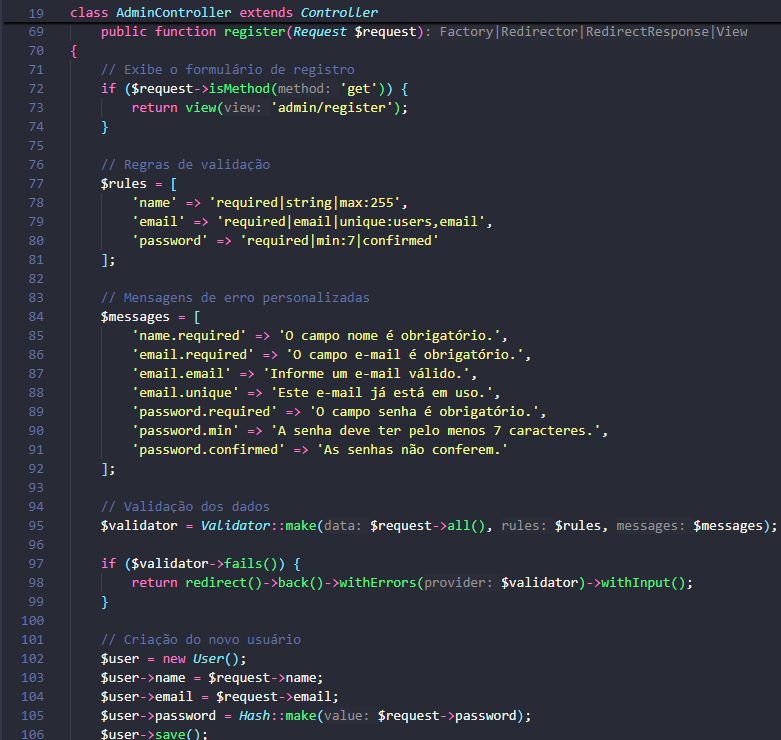 19 class AdminController extends Controller
69 public function register(Request $request): Factory|Redirector|RedirectResponse|View
70 {
71 // Exibe o formulário de registro
72 if ($request->isMethod(method: 'get')) {
73 return view(view: 'admin/register');
74 }
75
76 // Regras de validação
77 $rules = [
78 'name' => 'required|string|max:255',
79 'email' => 'required|email|unique:users,email',
80 'password' => 'required|min:7|confirmed'
81 ];
82
83 // Mensagens de erro personalizadas
84 $messages = [
85 'name.required' => 'O campo nome é obrigatório.',
86 'email.required' => 'O campo e-mail é obrigatório.',
87 'email.email' => 'Informe um e-mail válido.',
88 'email.unique' => 'Este e-mail já está em uso.',
89 'password.required' => 'O campo senha é obrigatório.',
90 'password.min' => 'A senha deve ter pelo menos 7 caracteres.',
91 'password.confirmed' => 'As senhas não conferem.'
92 ];
93
94 // Validação dos dados
95 $validator = Validator::make(data: $request->all(), rules: $rules, messages: $messages);
96
97 if ($validator->fails()) {
98 return redirect()->back()->withErrors(provider: $validator)->withInput();
99 }
100
101 // Criação do novo usuário
102 $user = new User();
103 $user->name = $request->name;
104 $user->email = $request->email;
105 $user->password = Hash::make(value: $request->password);
106 $user->save();